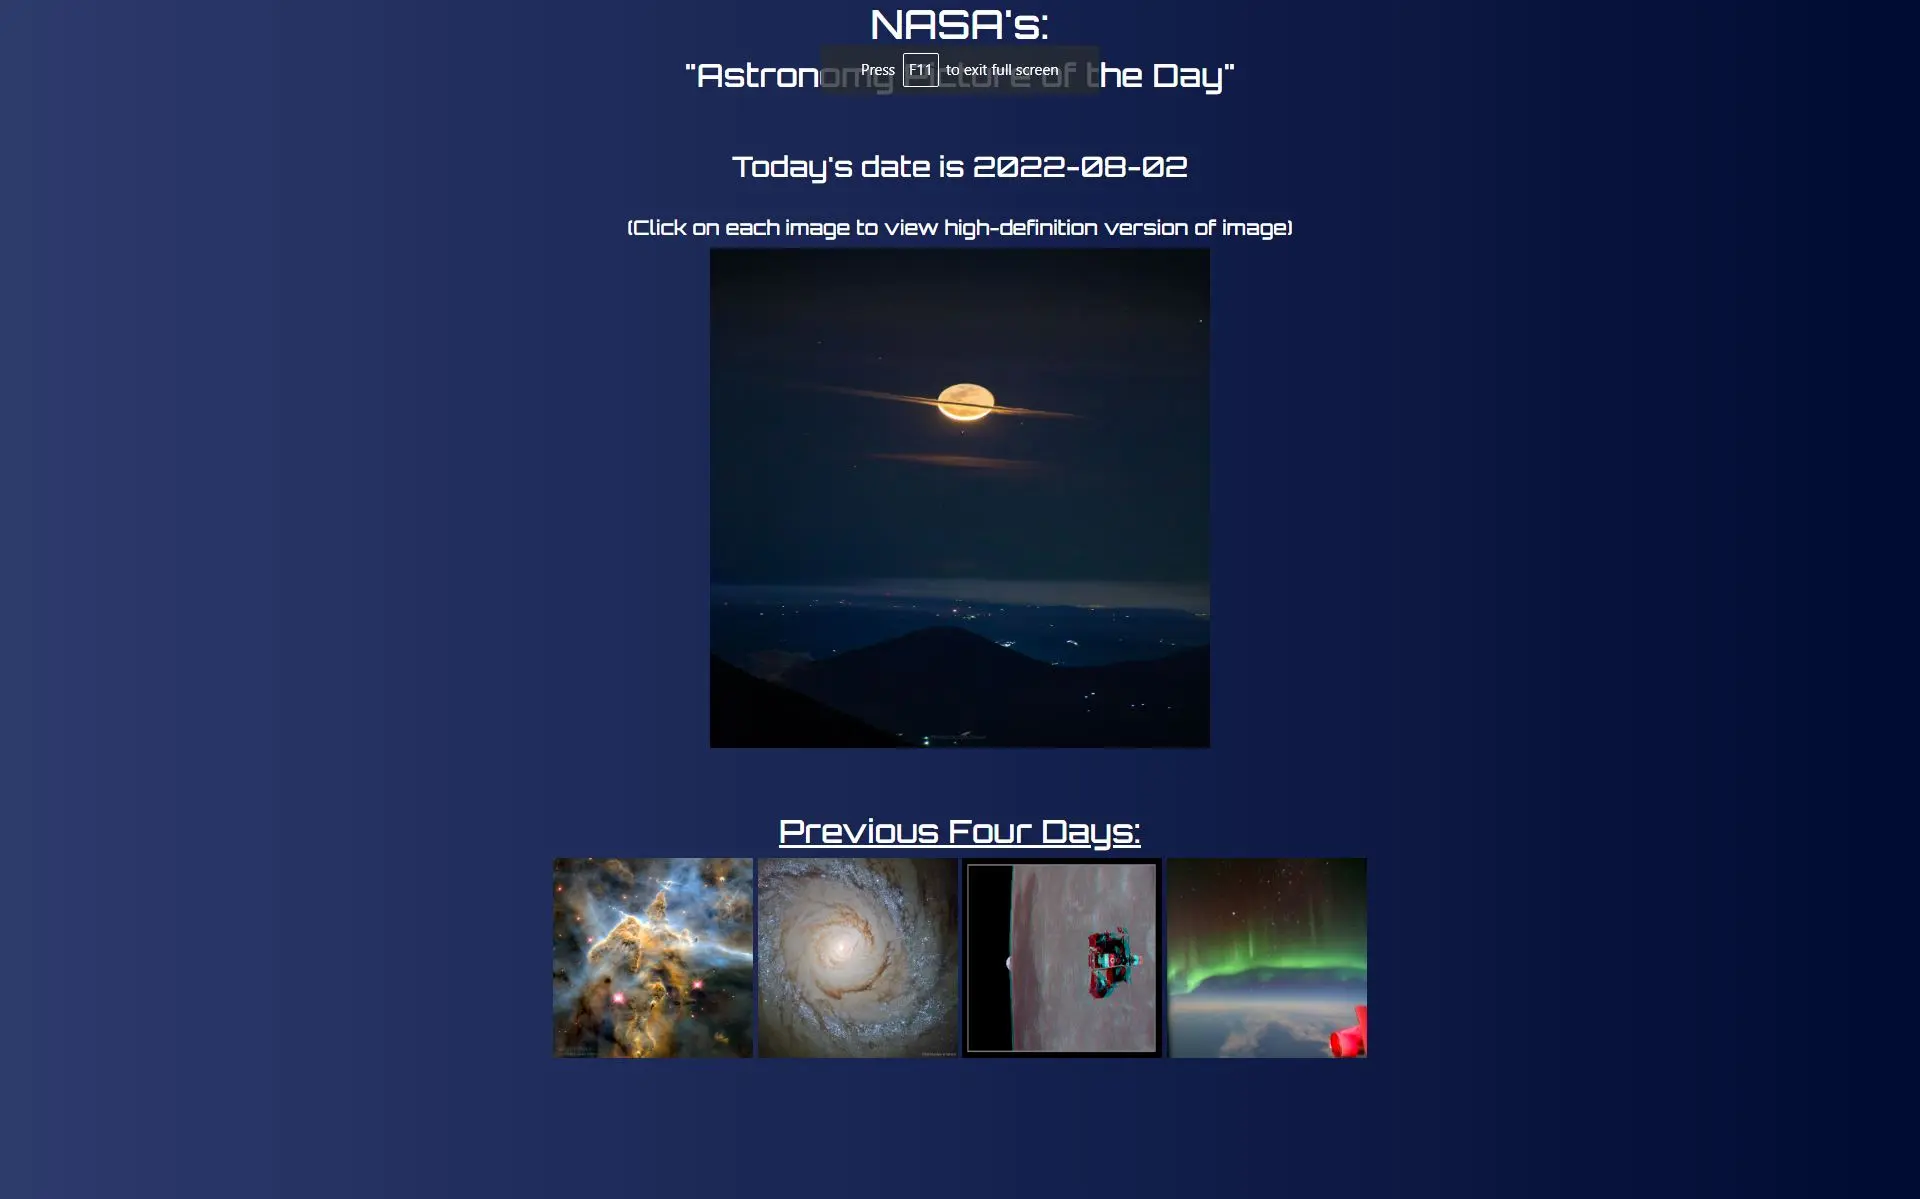 NASA's:
"Astronomy Picture of the Day"
Press F11 to exit full screen
Today's date is 2022-08-02
(Click on each image to view high-definition version of image)
Previous Four Days: